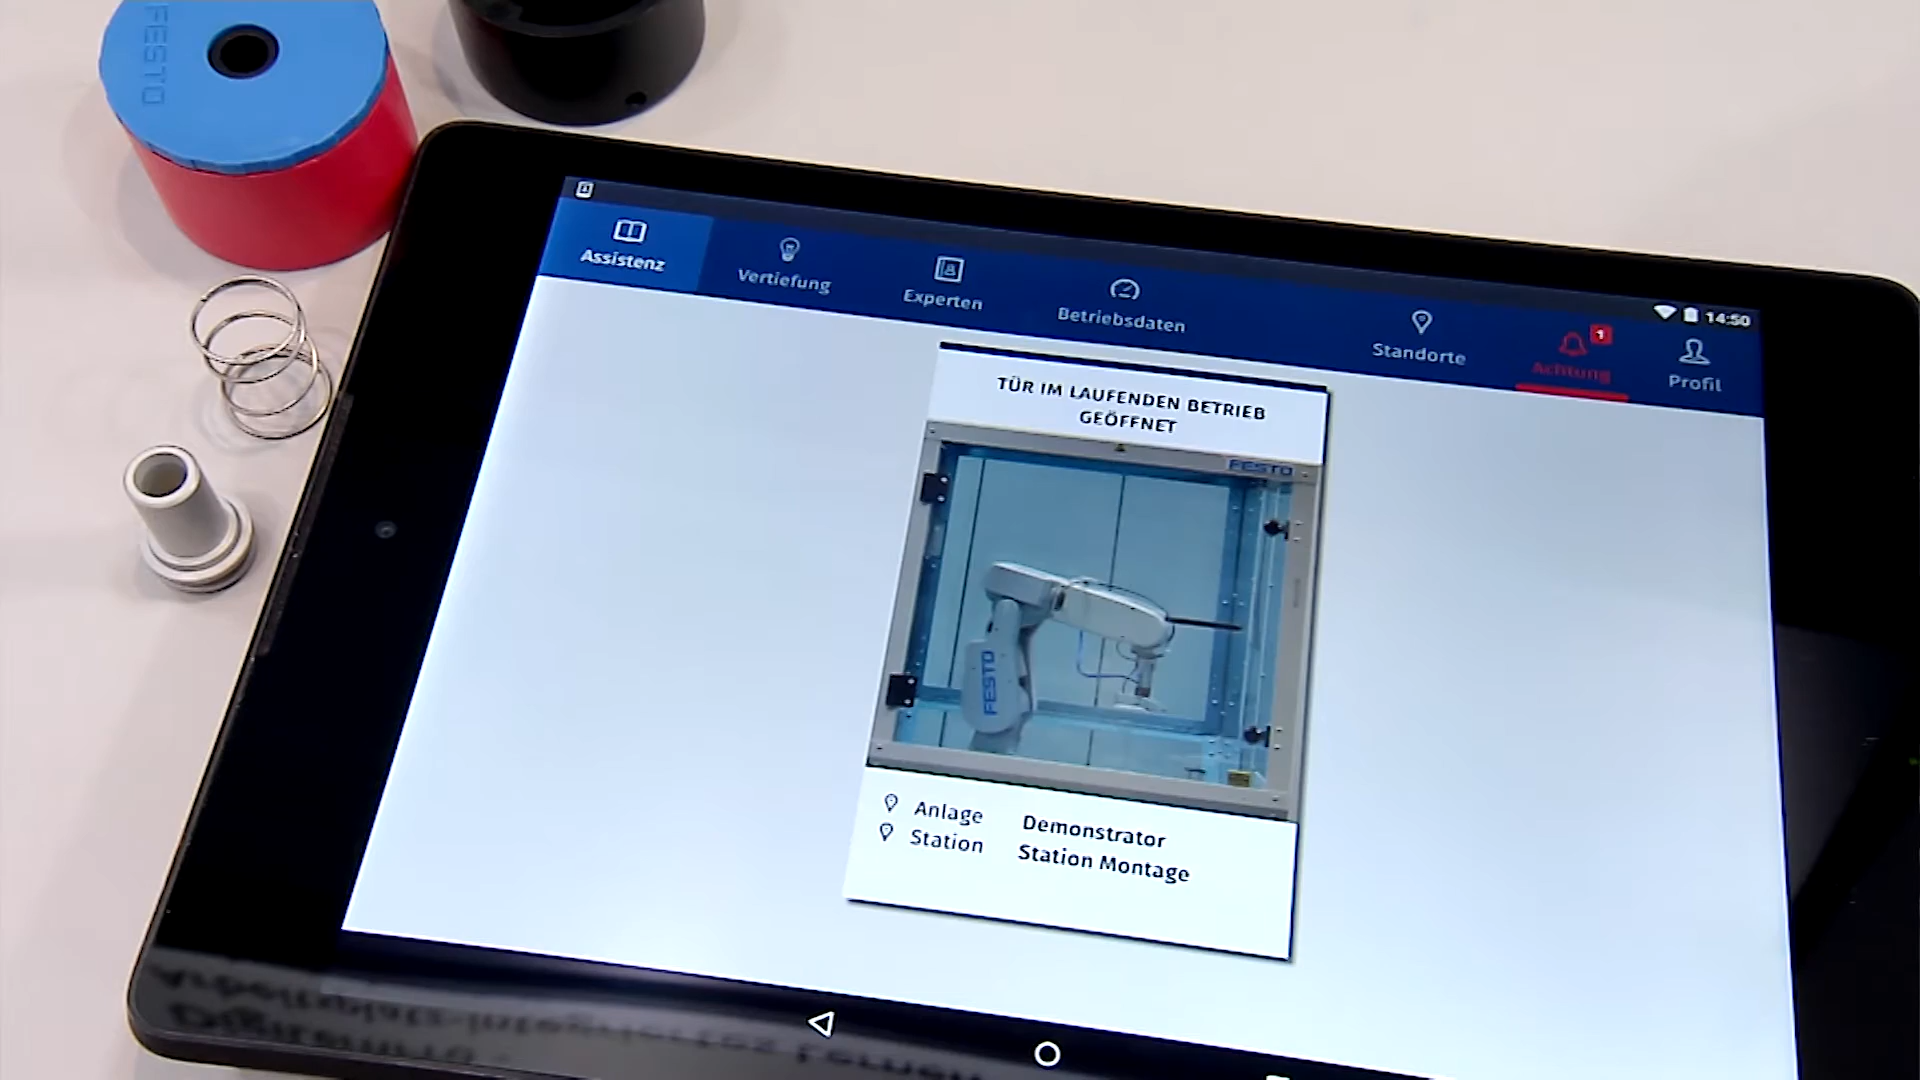 FESTO
14:50
Assistenz
Vertiefung
Experten
Betriebsdaten
Standorte
1
Achtung
Profil
TÜR IM LAUFENDEN BETRIEB
GEÖFFNET
FESTO
FESTO
Anlage Demonstrator
Station Station Montage